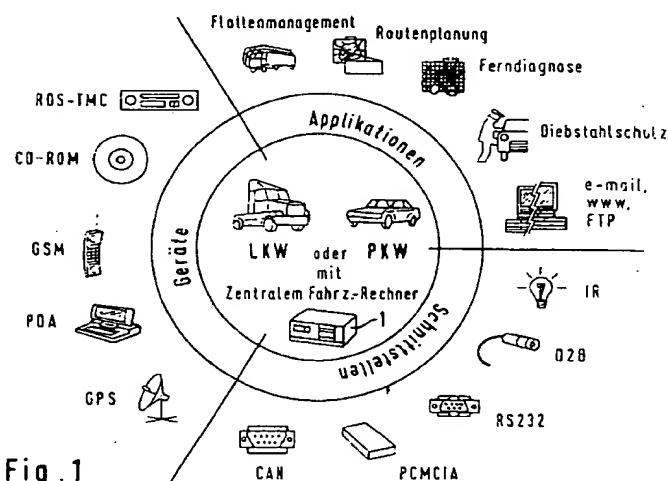 Flottenmanagement
Routenplanung
Ferndiagnose
Diebstahlschutz
e-mail,
www,
FTP
RDS-TMC
CD-ROM
GSM
PDA
GPS
Applikationen
Geräte
Schnittstellen
LKW oder PKW
mit
Zentralem Fahrz.-Rechner
1
IR
D2B
RS232
PCMCIA
CAN
Fig.1